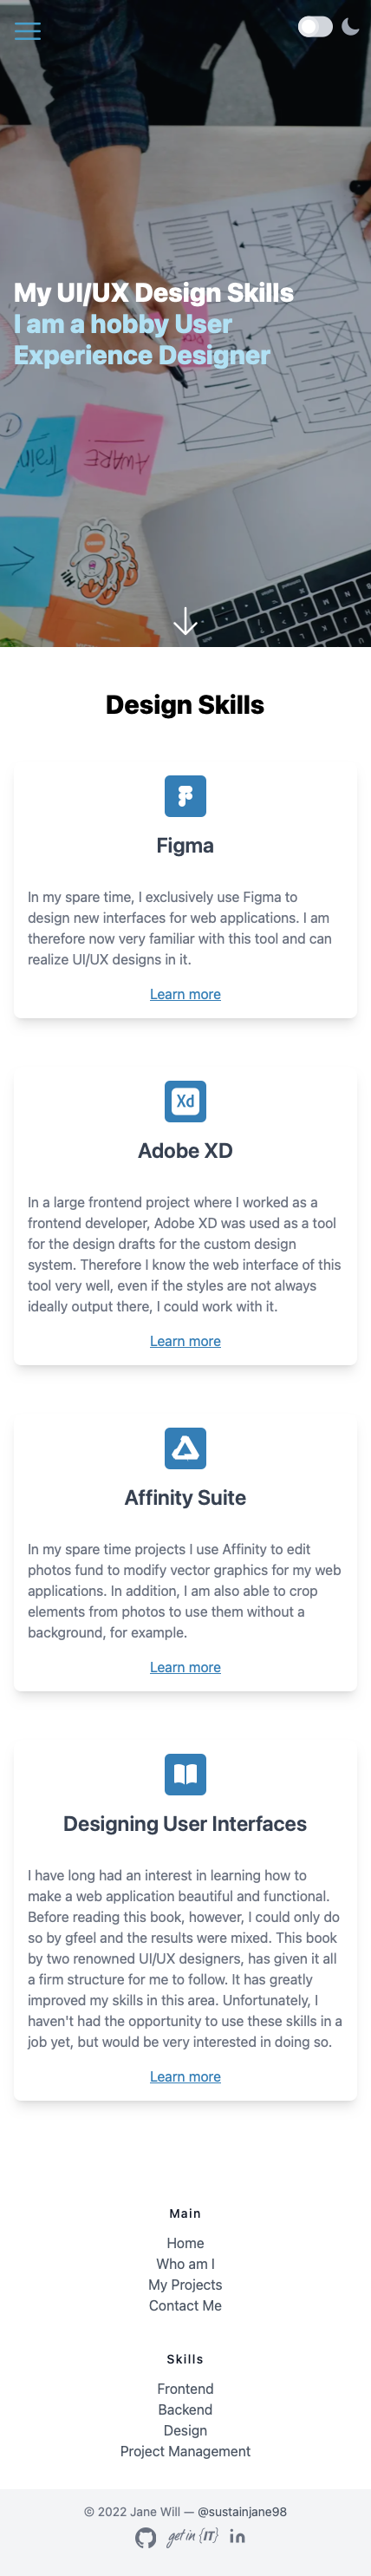 My UI/UX Design Skills
I am a hobby User
Experience Designer
AWARE
Design Skills
Figma
In my spare time, I exclusively use Figma to
design new interfaces for web applications. I am
therefore now very familiar with this tool and can
realize UI/UX designs in it.
Learn more
Xd
Adobe XD
In a large frontend project where I worked as a
frontend developer, Adobe XD was used as a tool
for the design drafts for the custom design
system. Therefore I know the web interface of this
tool very well, even if the styles are not always
ideally output there, I could work with it.
Learn more
Affinity Suite
In my spare time projects I use Affinity to edit
photos fund to modify vector graphics for my web
applications. In addition, I am also able to crop
elements from photos to use them without a
background, for example.
Learn more
Designing User Interfaces
I have long had an interest in learning how to
make a web application beautiful and functional.
Before reading this book, however, I could only do
so by gfeel and the results were mixed. This book
by two renowned UI/UX designers, has given it all
a firm structure for me to follow. It has greatly
improved my skills in this area. Unfortunately, I
haven't had the opportunity to use these skills in a
job yet, but would be very interested in doing so.
Learn more
Main
Home
Who am I
My Projects
Contact Me
Skills
Frontend
Backend
Design
Project Management
© 2022 Jane Will — @sustainjane98
get in {IT} in